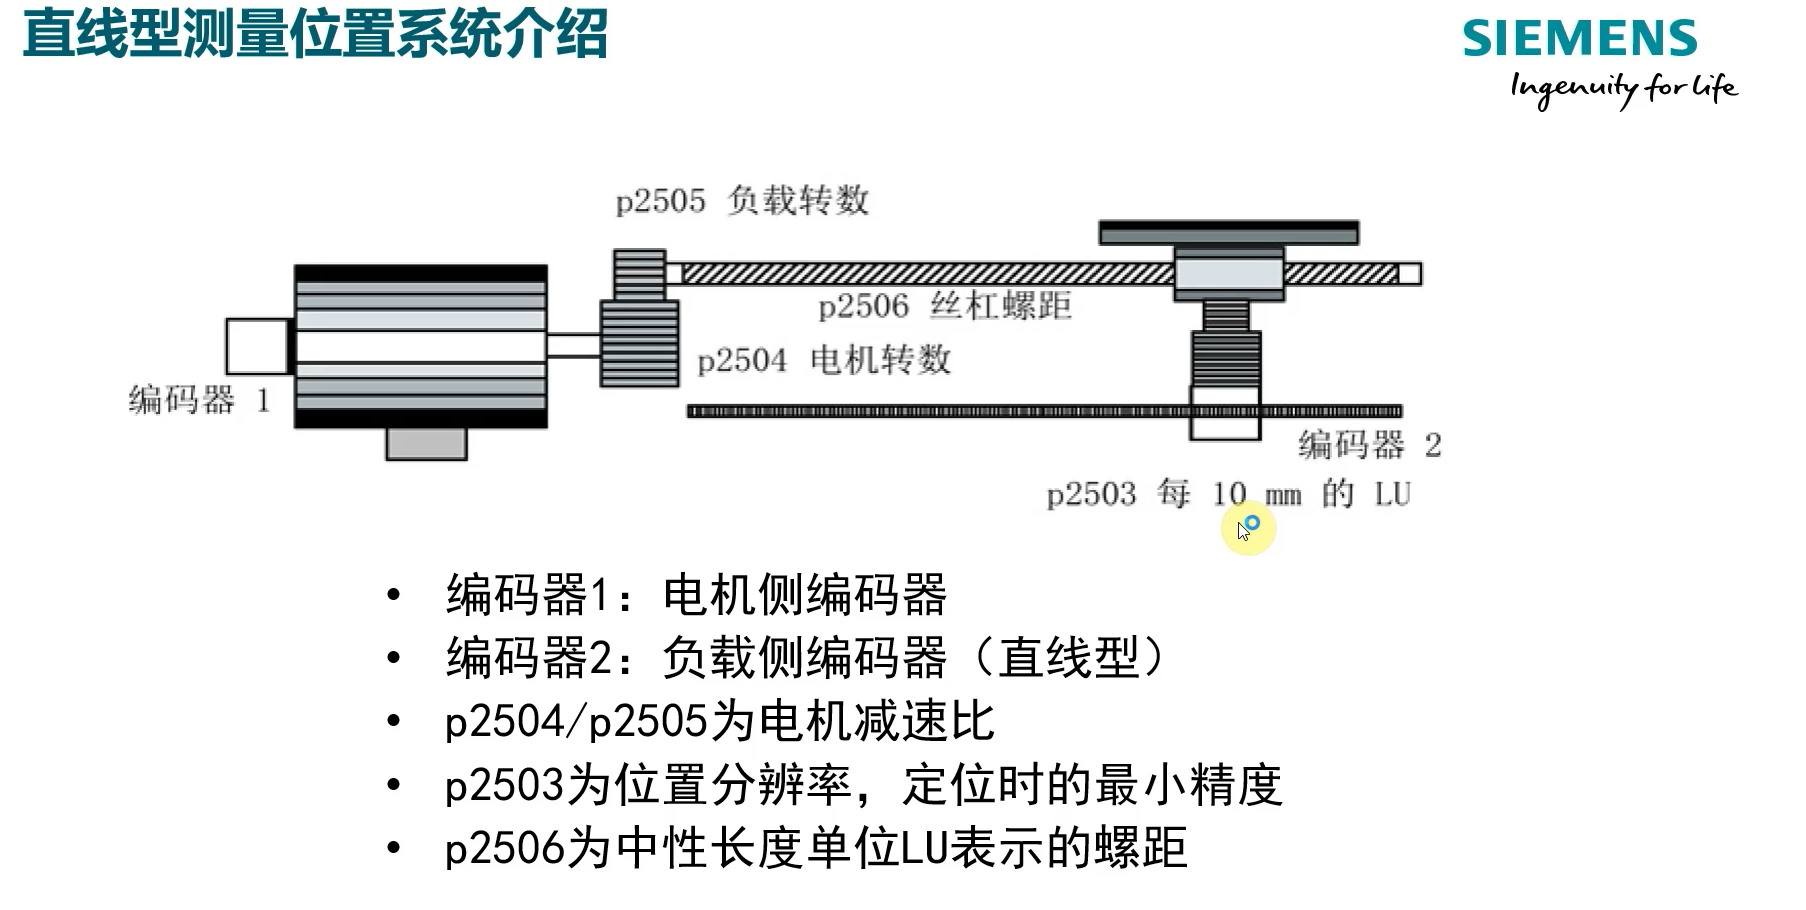 直线型测量位置系统介绍
SIEMENS
Ingenuity for life
p2505 负载转数
p2506 丝杠螺距
p2504 电机转数
编码器 1
编码器 2
p2503 每 10 mm 的 LU
• 编码器1：电机侧编码器
• 编码器2：负载侧编码器（直线型）
• p2504/p2505为电机减速比
• p2503为位置分辨率，定位时的最小精度
• p2506为中性长度单位LU表示的螺距